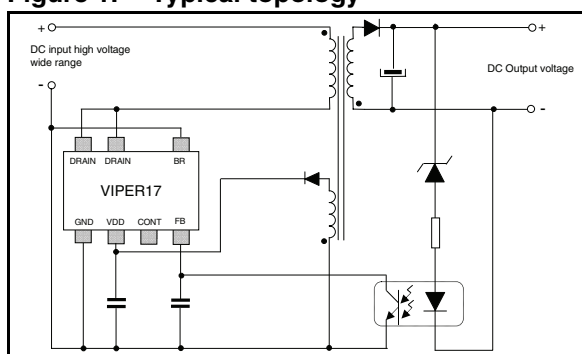 Figure 1. Typical topology
+
DC input high voltage
wide range
-
+
DC Output voltage
-
DRAIN DRAIN BR
VIPER17
GND VDD CONT FB